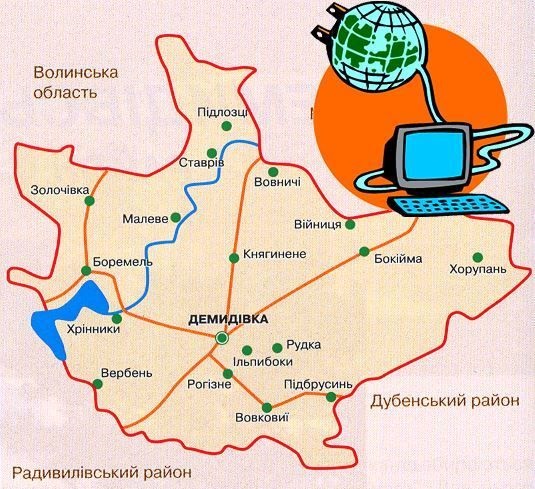 Волинська
область
Підлозці
Ставрів
Вовничі
Золочівка
Малеве
Війниця
Княгинене
Бокійма
Хорупань
Боремель
Хрінники
ДЕМИДІВКА
Рудка
Ільпибоки
Вербень
Рогізне
Підбрусинь
Вовковиї
Дубенський район
Радивилівський район